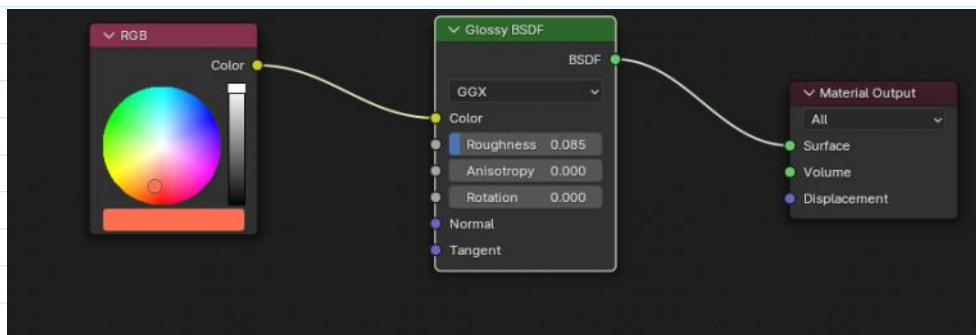 RGB
Color
Glossy BSDF
BSDF
GGX
Color
Roughness 0.085
Anisotropy 0.000
Rotation 0.000
Normal
Tangent
Material Output
All
Surface
Volume
Displacement